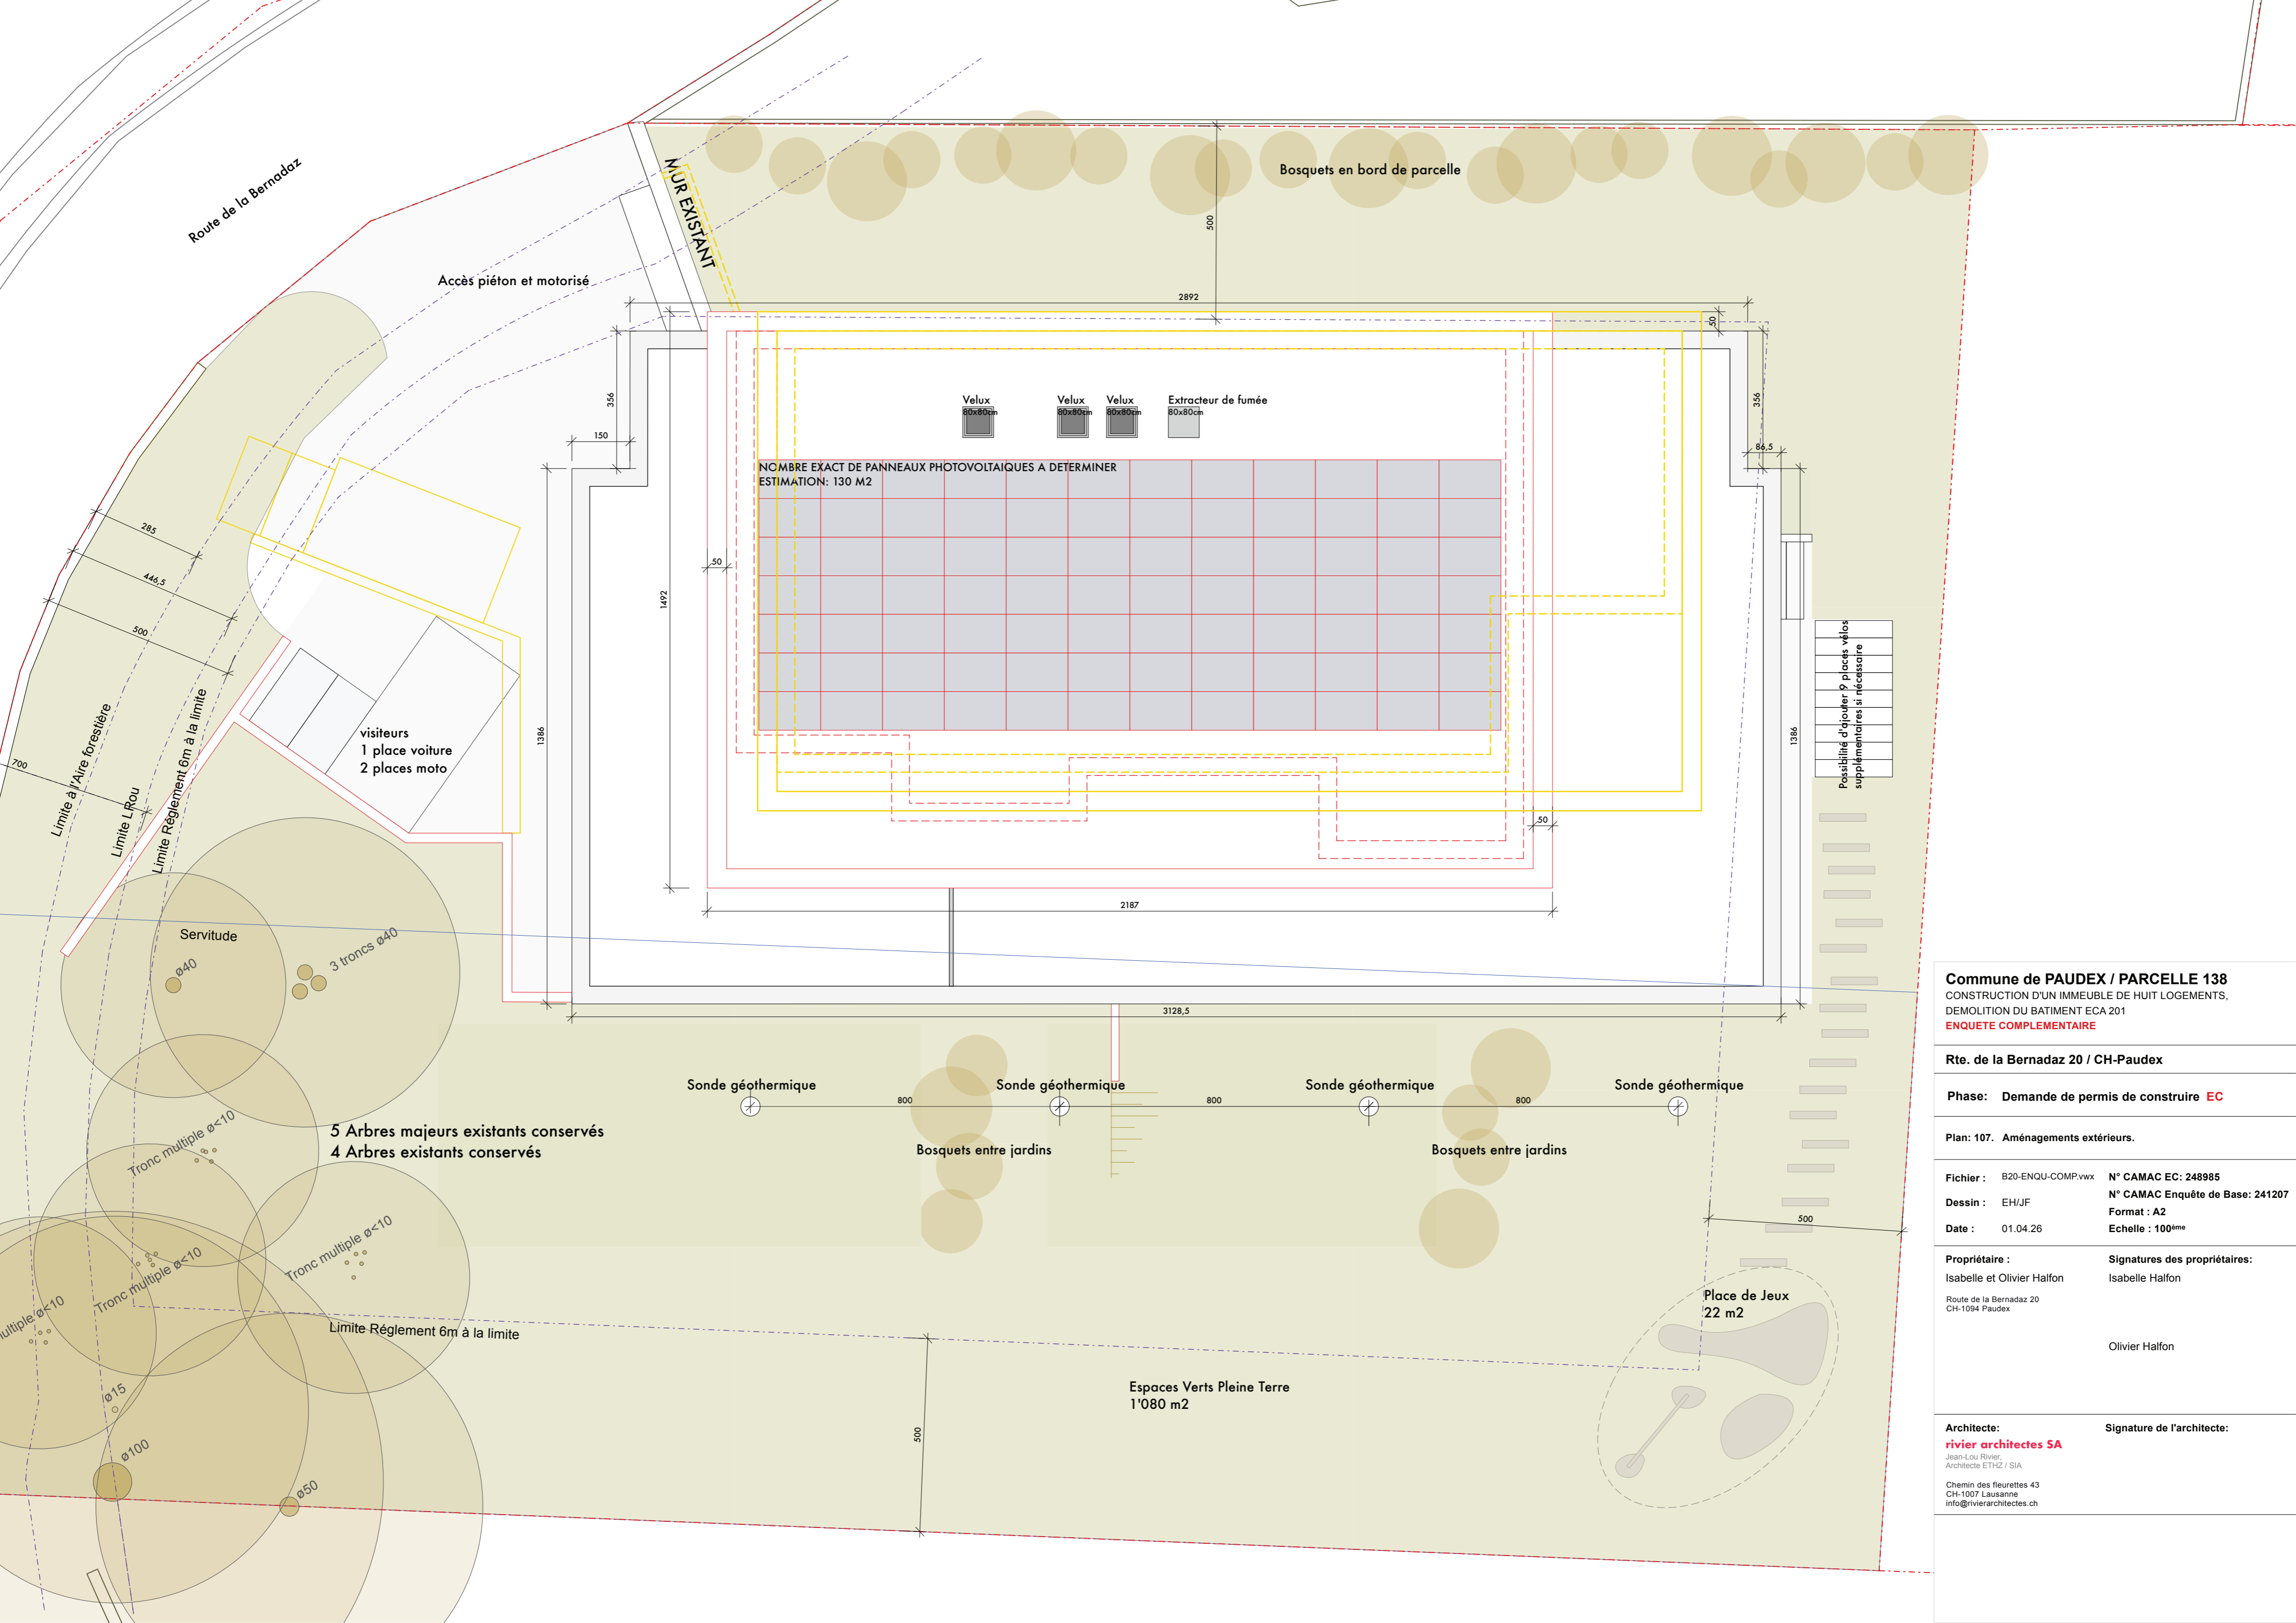 Route de la Bernadaz
Accès piéton et motorisé
MUR EXISTANT
Bosquets en bord de parcelle
500
2892
50
356
150
356
86,5
Velux
80x80cm
Velux
80x80cm
Velux
80x80cm
Extracteur de fumée
80x80cm
NOMBRE EXACT DE PANNEAUX PHOTOVOLTAIQUES A DETERMINER
ESTIMATION: 130 M2
285
446,5
500
700
50
1492
1386
1386
50
2187
3128,5
Limite à l'Aire forestière
Limite LRou
Limite Réglement 6m à la limite
visiteurs
1 place voiture
2 places moto
Possibilité d'ajouter 9 places vélos
supplémentaires si nécessaire
Servitude
ø40
3 troncs ø40
Sonde géothermique
Sonde géothermique
Sonde géothermique
Sonde géothermique
800
800
800
5 Arbres majeurs existants conservés
4 Arbres existants conservés
Bosquets entre jardins
Bosquets entre jardins
Tronc multiple ø<10
Tronc multiple ø<10
Tronc multiple ø<10
ultiple ø<10
ø15
ø100
ø50
Limite Réglement 6m à la limite
500
500
Place de Jeux
22 m2
Espaces Verts Pleine Terre
1'080 m2
Commune de PAUDEX / PARCELLE 138
CONSTRUCTION D'UN IMMEUBLE DE HUIT LOGEMENTS,
DEMOLITION DU BATIMENT ECA 201
ENQUETE COMPLEMENTAIRE
Rte. de la Bernadaz 20 / CH-Paudex
Phase: Demande de permis de construire EC
Plan: 107. Aménagements extérieurs.
Fichier : B20-ENQU-COMP.vwx N° CAMAC EC: 248985
N° CAMAC Enquête de Base: 241207
Dessin : EH/JF
Format : A2
Date : 01.04.26 Echelle : 100ème
Propriétaire : Signatures des propriétaires:
Isabelle et Olivier Halfon Isabelle Halfon
Route de la Bernadaz 20
CH-1094 Paudex
Olivier Halfon
Architecte: Signature de l'architecte:
rivier architectes SA
Jean-Lou Rivier,
Architecte ETHZ / SIA
Chemin des fleurettes 43
CH-1007 Lausanne
info@rivierarchitectes.ch